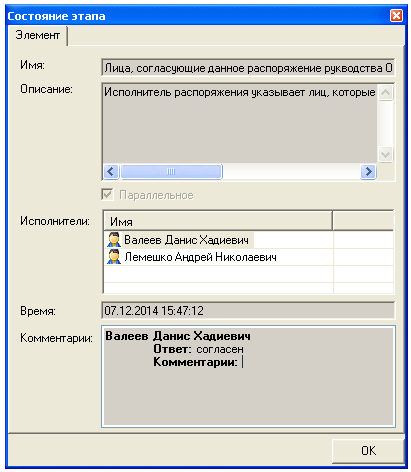 Состояние этапа
Элемент
Имя: Лица, согласующие данное распоряжение рукводства О
Описание: Исполнитель распоряжения указывает лиц, которые
Параллельное
Исполнители: Имя
Валеев Данис Хадиевич
Лемешко Андрей Николаевич
Время: 07.12.2014 15:47:12
Комментарии: Валеев Данис Хадиевич
Ответ: согласен
Комментарии:
OK